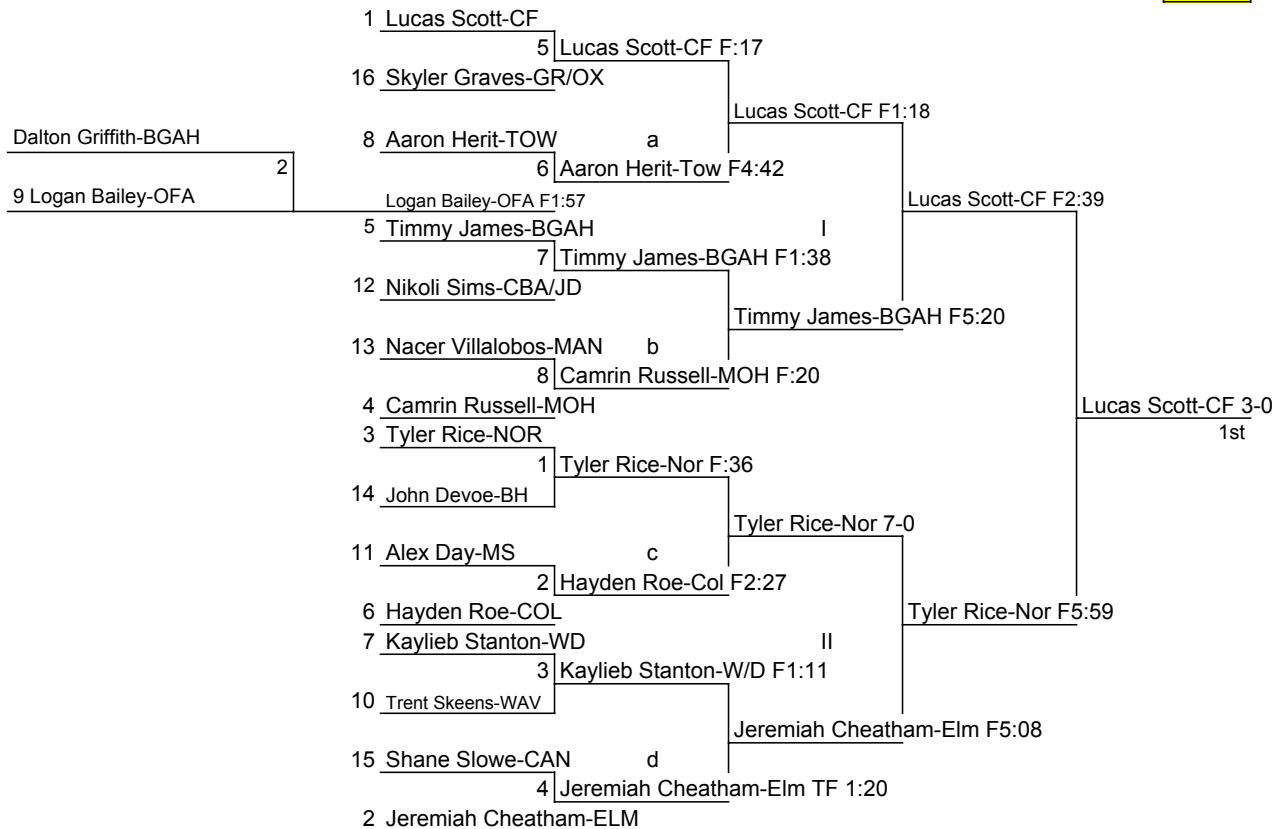 1 Lucas Scott-CF
5 Lucas Scott-CF F:17
16 Skyler Graves-GR/OX
Lucas Scott-CF F1:18
Dalton Griffith-BGAH
8 Aaron Herit-TOW a
2
6 Aaron Herit-Tow F4:42
9 Logan Bailey-OFA
Logan Bailey-OFA F1:57
Lucas Scott-CF F2:39
5 Timmy James-BGAH I
7 Timmy James-BGAH F1:38
12 Nikoli Sims-CBA/JD
Timmy James-BGAH F5:20
13 Nacer Villalobos-MAN b
8 Camrin Russell-MOH F:20
4 Camrin Russell-MOH
Lucas Scott-CF 3-0
3 Tyler Rice-NOR
1st
1 Tyler Rice-Nor F:36
14 John Devoe-BH
Tyler Rice-Nor 7-0
11 Alex Day-MS c
2 Hayden Roe-Col F2:27
6 Hayden Roe-COL
Tyler Rice-Nor F5:59
7 Kaylieb Stanton-WD II
3 Kaylieb Stanton-W/D F1:11
10 Trent Skeens-WAV
Jeremiah Cheatham-Elm F5:08
15 Shane Slowe-CAN d
4 Jeremiah Cheatham-Elm TF 1:20
2 Jeremiah Cheatham-ELM